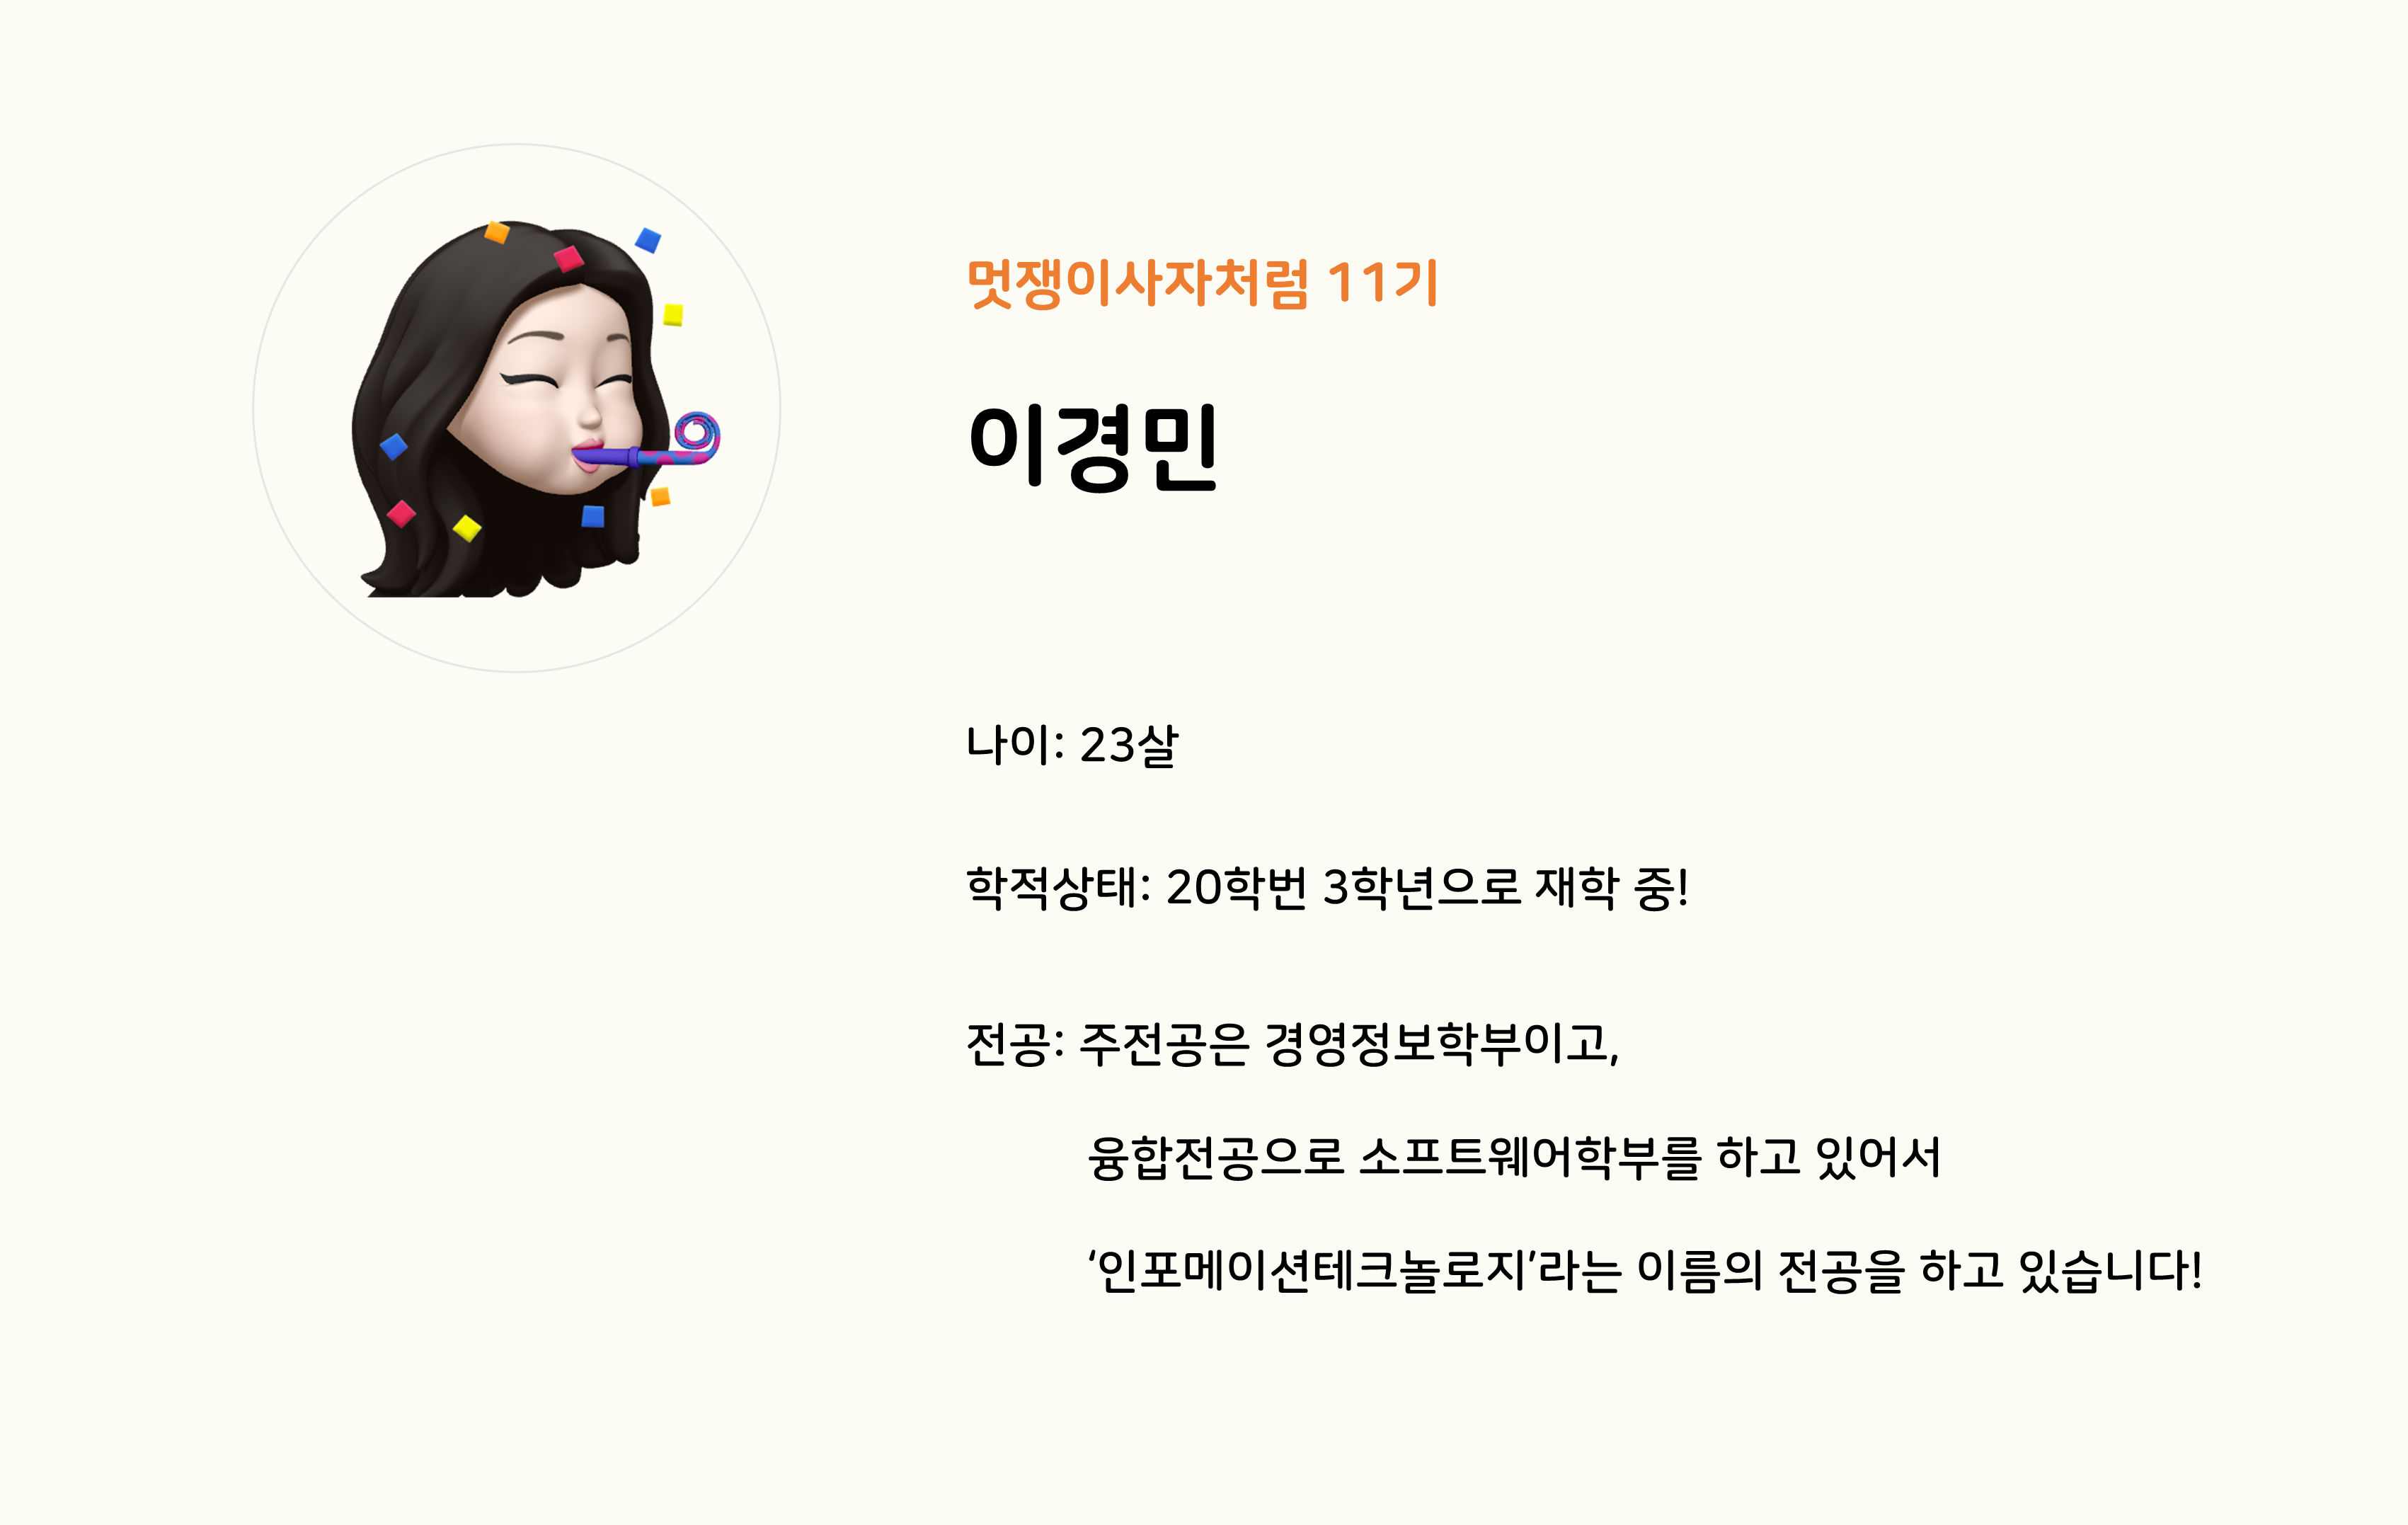 멋쟁이사자처럼 11기
이경민
나이: 23살
학적상태: 20학번 3학년으로 재학 중!
전공: 주전공은 경영정보학부이고,
융합전공으로 소프트웨어학부를 하고 있어서
‘인포메이션테크놀로지’라는 이름의 전공을 하고 있습니다!